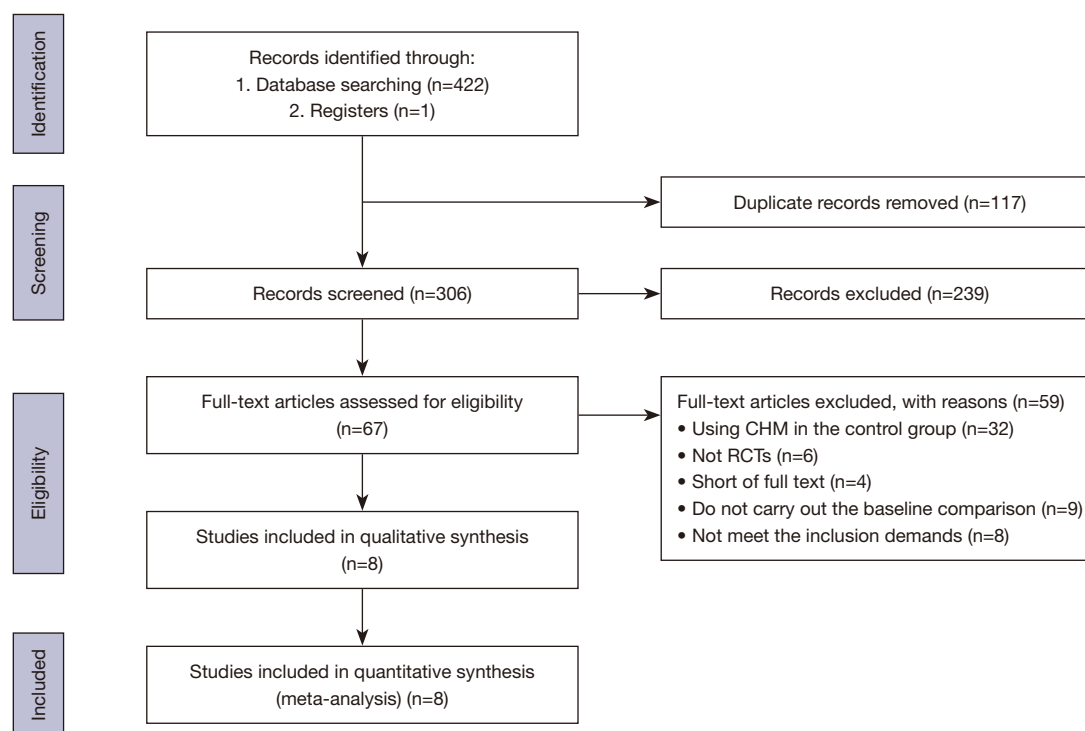 Identification
Records identified through:
1. Database searching (n=422)
2. Registers (n=1)
Screening
Duplicate records removed (n=117)
Records screened (n=306)
Records excluded (n=239)
Eligibility
Full-text articles assessed for eligibility
(n=67)
Full-text articles excluded, with reasons (n=59)
• Using CHM in the control group (n=32)
• Not RCTs (n=6)
• Short of full text (n=4)
• Do not carry out the baseline comparison (n=9)
• Not meet the inclusion demands (n=8)
Studies included in qualitative synthesis
(n=8)
Included
Studies included in quantitative synthesis
(meta-analysis) (n=8)